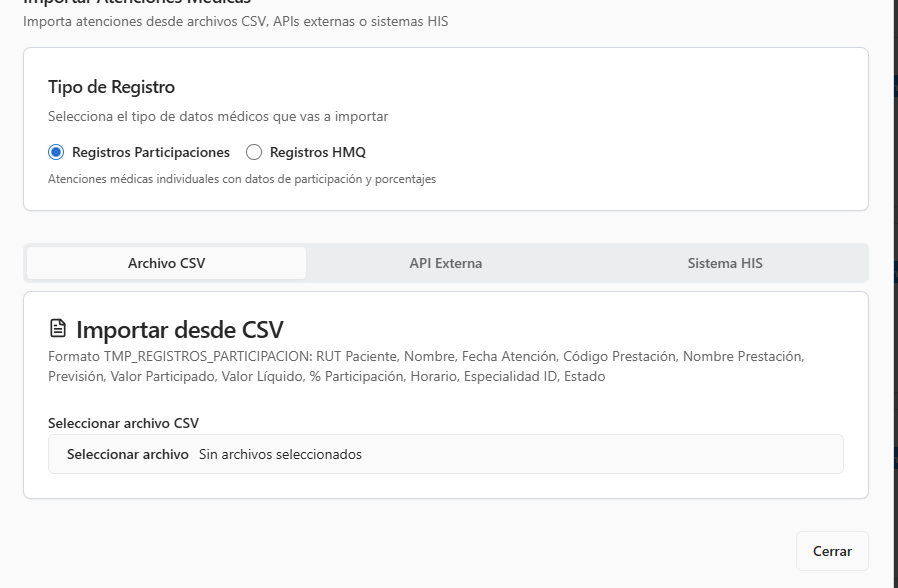 Importar Atenciones Médicas
Importa atenciones desde archivos CSV, APIs externas o sistemas HIS
Tipo de Registro
Selecciona el tipo de datos médicos que vas a importar
Registros Participaciones Registros HMQ
Atenciones médicas individuales con datos de participación y porcentajes
Archivo CSV API Externa Sistema HIS
Importar desde CSV
Formato TMP_REGISTROS_PARTICIPACION: RUT Paciente, Nombre, Fecha Atención, Código Prestación, Nombre Prestación,
Previsión, Valor Participado, Valor Líquido, % Participación, Horario, Especialidad ID, Estado
Seleccionar archivo CSV
Seleccionar archivo Sin archivos seleccionados
Cerrar